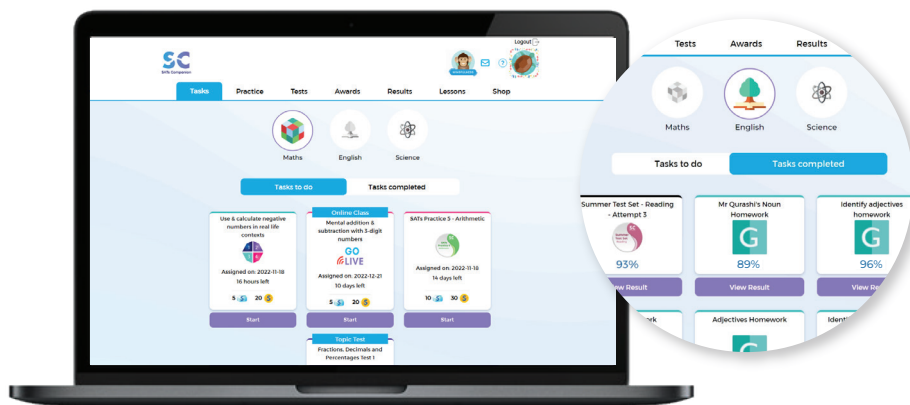 Logout
SC
SATs Companion
Tasks Practice Tests Awards Results Lessons Shop
Maths English Science
Tasks to do Tasks completed
Use & calculate negative
numbers in real life
contexts
Assigned on: 2022-11-18
16 hours left
5 20
Start
Online Class
Mental addition &
subtraction with 3-digit
numbers
GO
LIVE
Assigned on: 2022-12-21
10 days left
5 20
Start
SATs Practice 5 - Arithmetic
Assigned on: 2022-11-18
14 days left
10 30
Start
Topic Test
Fractions, Decimals and
Percentages Test 1
Tests Awards Results
Maths English Science
Tasks to do Tasks completed
Summer Test Set - Reading
- Attempt 3
93%
View Result
Mr Qurashi's Noun
Homework
G
89%
View Result
Identify adjectives
homework
G
96%
View Re
Adjectives Homework
G